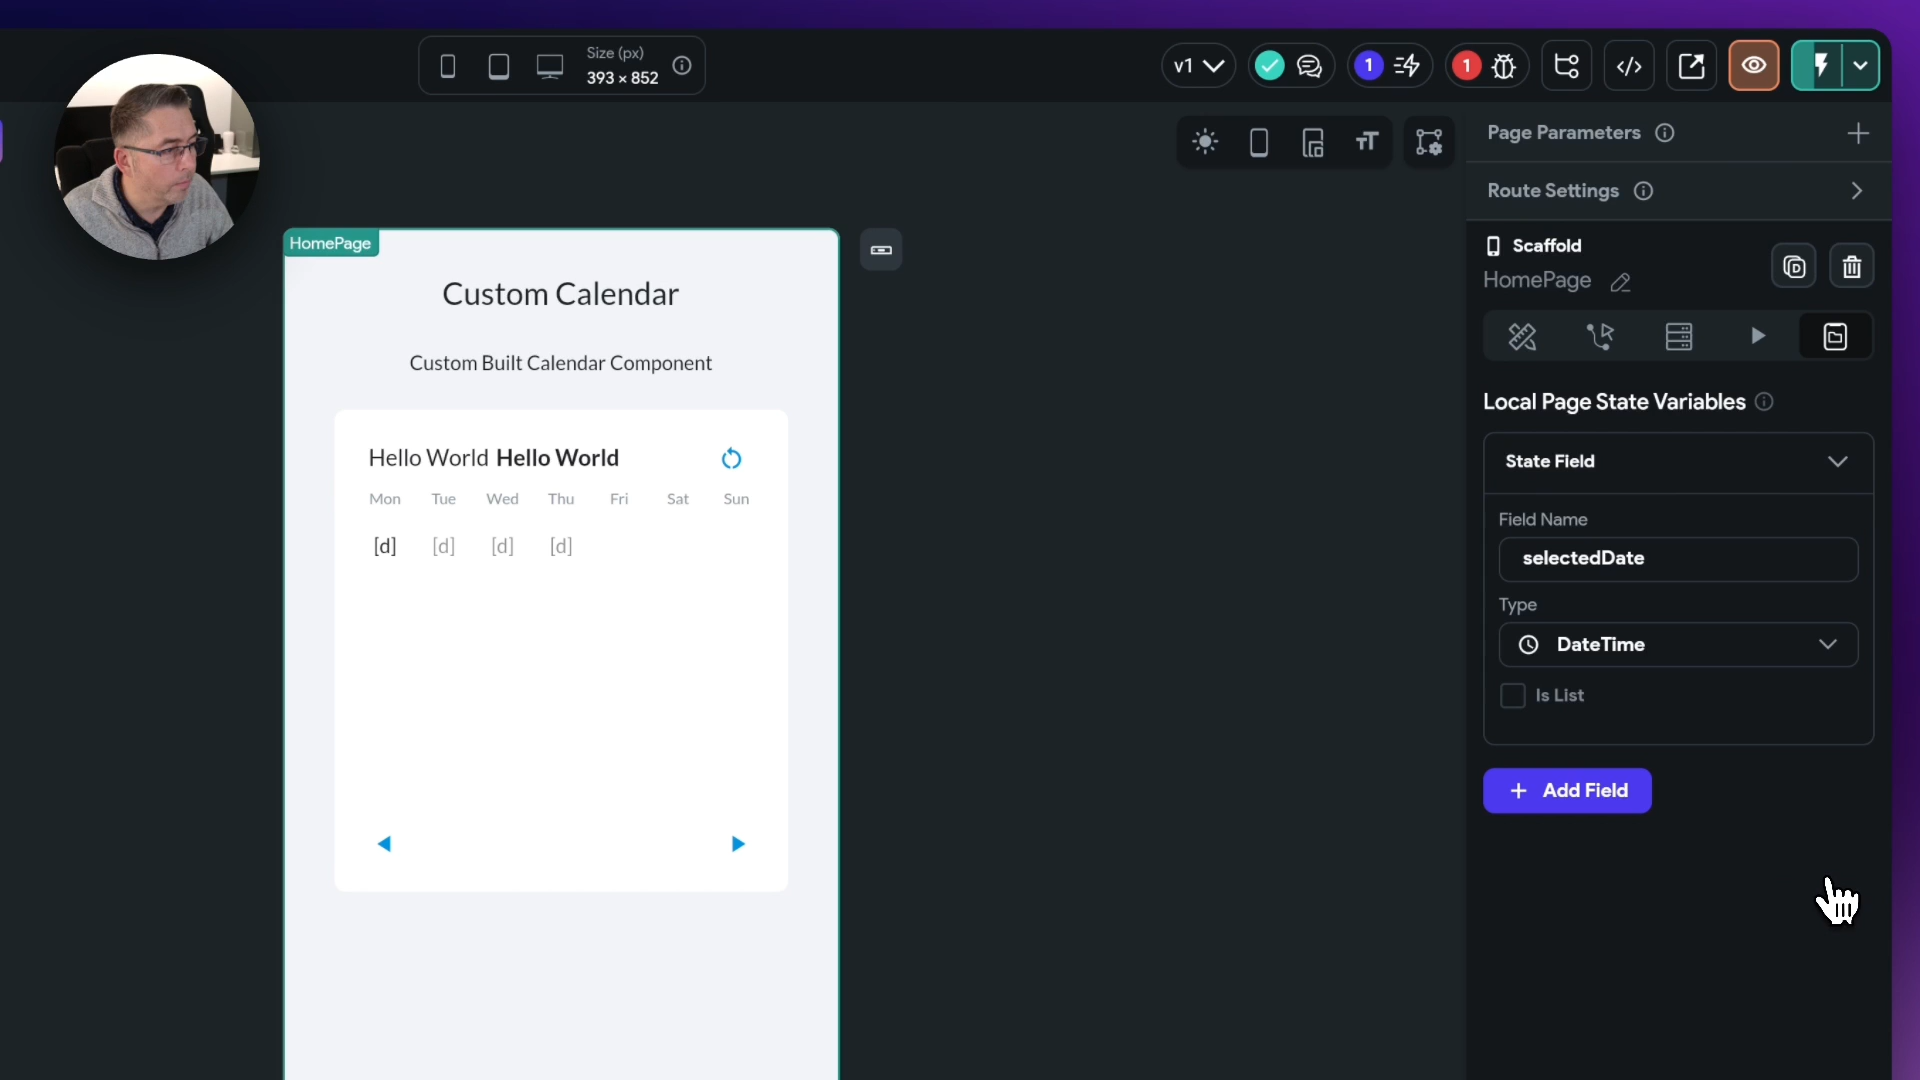 Size (px)
393 × 852
v1
1
1
Page Parameters
Route Settings
Scaffold
HomePage
Local Page State Variables
State Field
Field Name
selectedDate
Type
DateTime
Is List
+ Add Field
HomePage
Custom Calendar
Custom Built Calendar Component
Hello World Hello World
Mon Tue Wed Thu Fri Sat Sun
[d] [d] [d] [d]